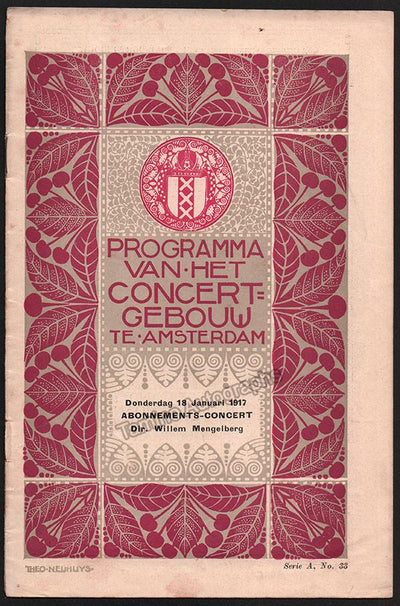 PROGRAMMA
VAN·HET
CONCERT=
GEBOUW
TE·AMSTERDAM
Donderdag 18 Januari 1917
ABONNEMENTS-CONCERT
Dir. Willem Mengelberg
THEO·NEUHUYS·
Serie A, No. 33